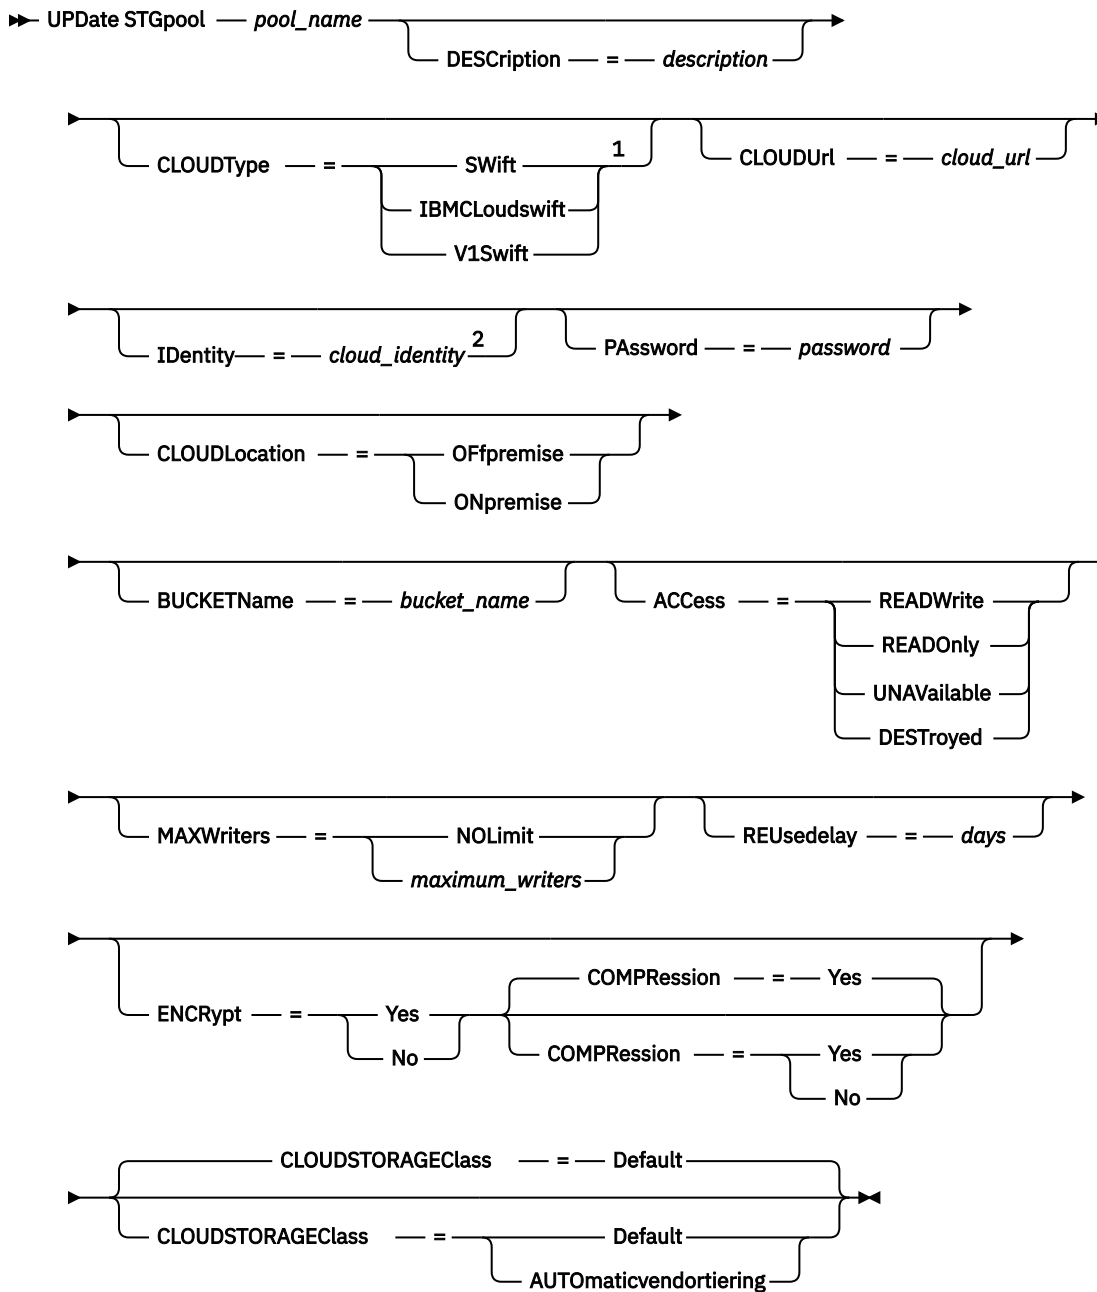 UPDate STGpool pool_name
DESCription = description
CLOUDType = SWift 1 CLOUDUrl = cloud_url
IBMCLoudswift
V1Swift
IDentity = cloud_identity 2 PAssword = password
CLOUDLocation = OFfpremise
ONpremise
BUCKETName = bucket_name ACCess = READWrite
READOnly
UNAVailable
DESTroyed
MAXWriters = NOLimit REUsedelay = days
maximum_writers
COMPRession = Yes
ENCRypt = Yes
No COMPRession = Yes
No
CLOUDSTORAGEClass = Default
CLOUDSTORAGEClass = Default
AUTOmaticvendortiering